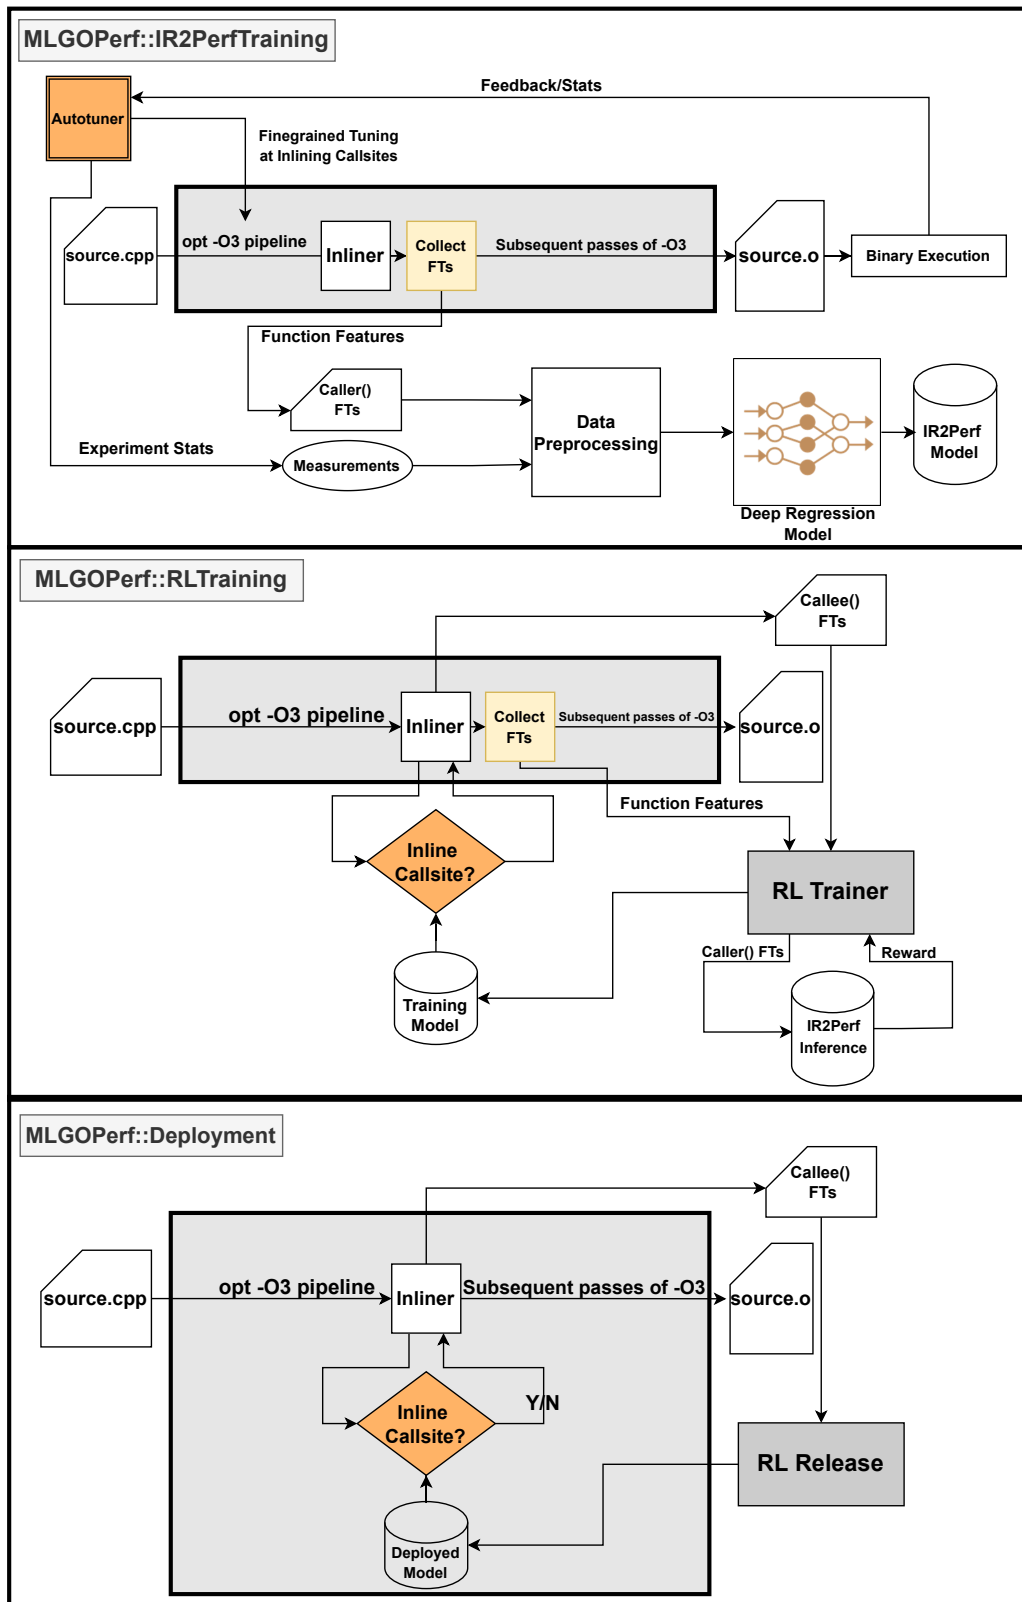 MLGOPerf::IR2PerfTraining
Feedback/Stats
Autotuner
Finegrained Tuning
at Inlining Callsites
source.cpp
opt -O3 pipeline
Inliner
Collect
FTs
Subsequent passes of -O3
source.o
Binary Execution
Function Features
Caller()
FTs
Data
Preprocessing
IR2Perf
Model
Experiment Stats
Measurements
Deep Regression
Model
MLGOPerf::RLTraining
Callee()
FTs
source.cpp
opt -O3 pipeline
Inliner
Collect
FTs
Subsequent passes of -O3
source.o
Function Features
Inline
Callsite?
RL Trainer
Caller() FTs
Reward
Training
Model
IR2Perf
Inference
MLGOPerf::Deployment
Callee()
FTs
source.cpp
opt -O3 pipeline
Inliner
Subsequent passes of -O3
source.o
Inline
Callsite?
Y/N
RL Release
Deployed
Model